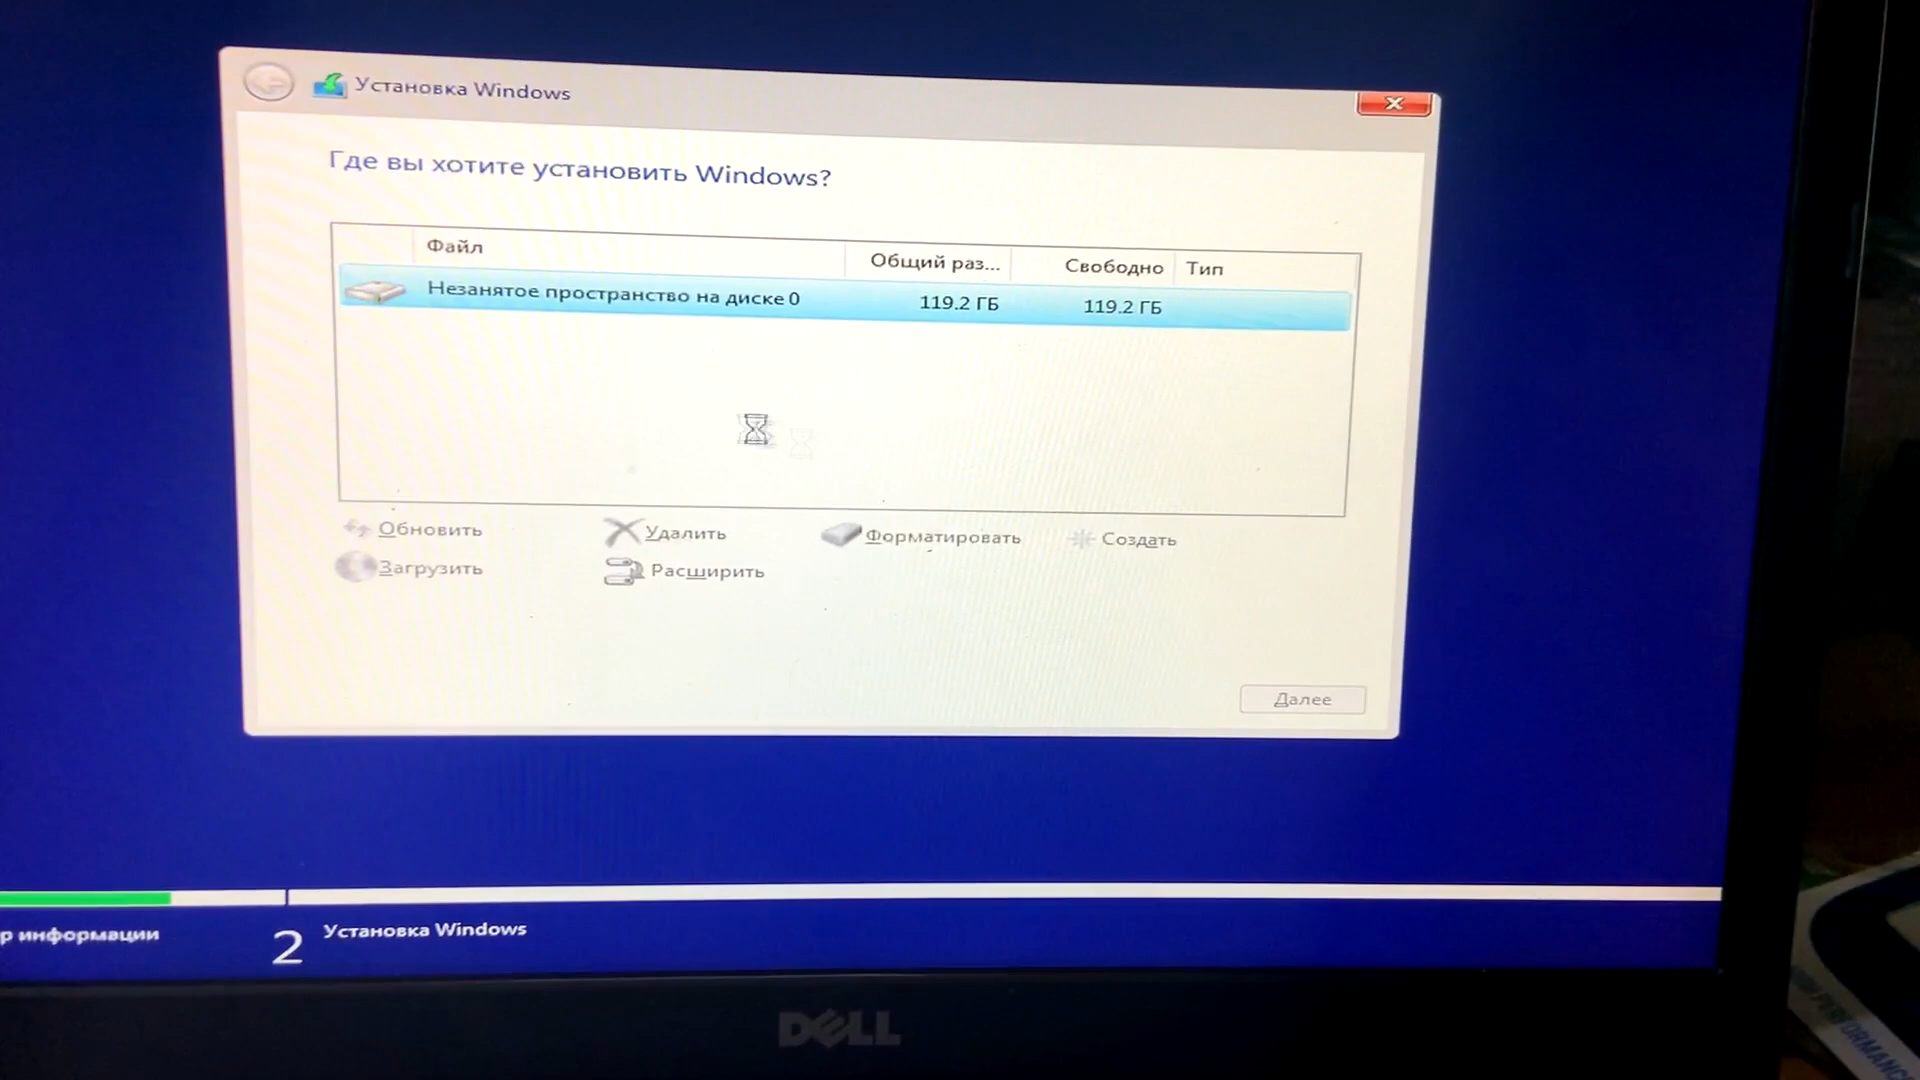 Установка Windows
Где вы хотите установить Windows?
Файл Общий раз... Свободно Тип
Незанятое пространство на диске 0 119.2 ГБ 119.2 ГБ
Обновить Удалить Форматировать Создать
Загрузить Расширить
Далее
р информации 2 Установка Windows
DELL
PERFORMANC